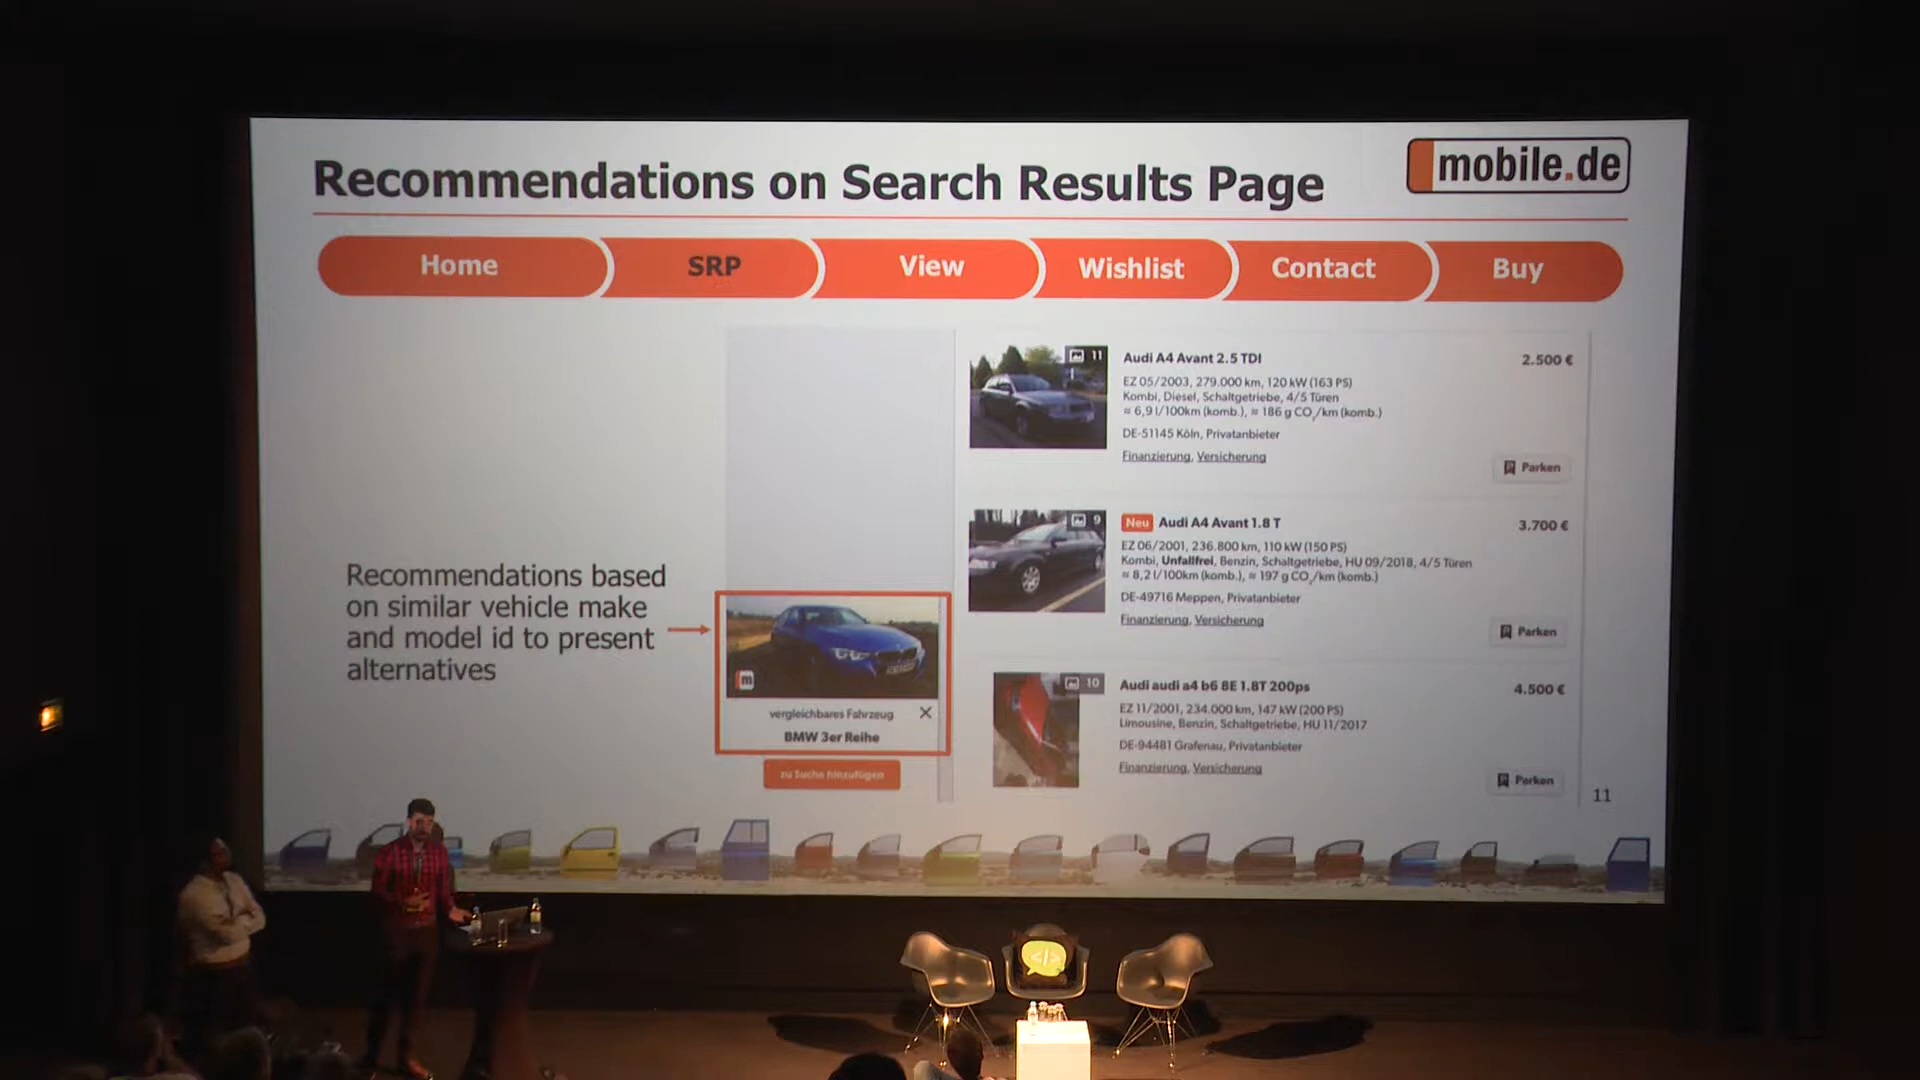 Recommendations on Search Results Page
mobile.de
Home
SRP
View
Wishlist
Contact
Buy
Recommendations based
on similar vehicle make
and model id to present
alternatives
m
vergleichbares Fahrzeug
BMW 3er Reihe
zu Suche hinzufügen
11
Audi A4 Avant 2.5 TDI
2.500 €
EZ 05/2003, 279.000 km, 120 kW (163 PS)
Kombi, Diesel, Schaltgetriebe, 4/5 Türen
≈ 6,9 l/100km (komb.), ≈ 186 g CO₂/km (komb.)
DE-51145 Köln, Privatanbieter
Finanzierung, Versicherung
Parken
9
Neu Audi A4 Avant 1.8 T
3.700 €
EZ 06/2001, 236.800 km, 110 kW (150 PS)
Kombi, Unfallfrei, Benzin, Schaltgetriebe, HU 09/2018, 4/5 Türen
≈ 8,2 l/100km (komb.), ≈ 197 g CO₂/km (komb.)
DE-49716 Meppen, Privatanbieter
Finanzierung, Versicherung
Parken
10
Audi audi a4 b6 8E 1.8T 200ps
4.500 €
EZ 11/2001, 234.000 km, 147 kW (200 PS)
Limousine, Benzin, Schaltgetriebe, HU 11/2017
DE-94481 Grafenau, Privatanbieter
Finanzierung, Versicherung
Parken
11
</>